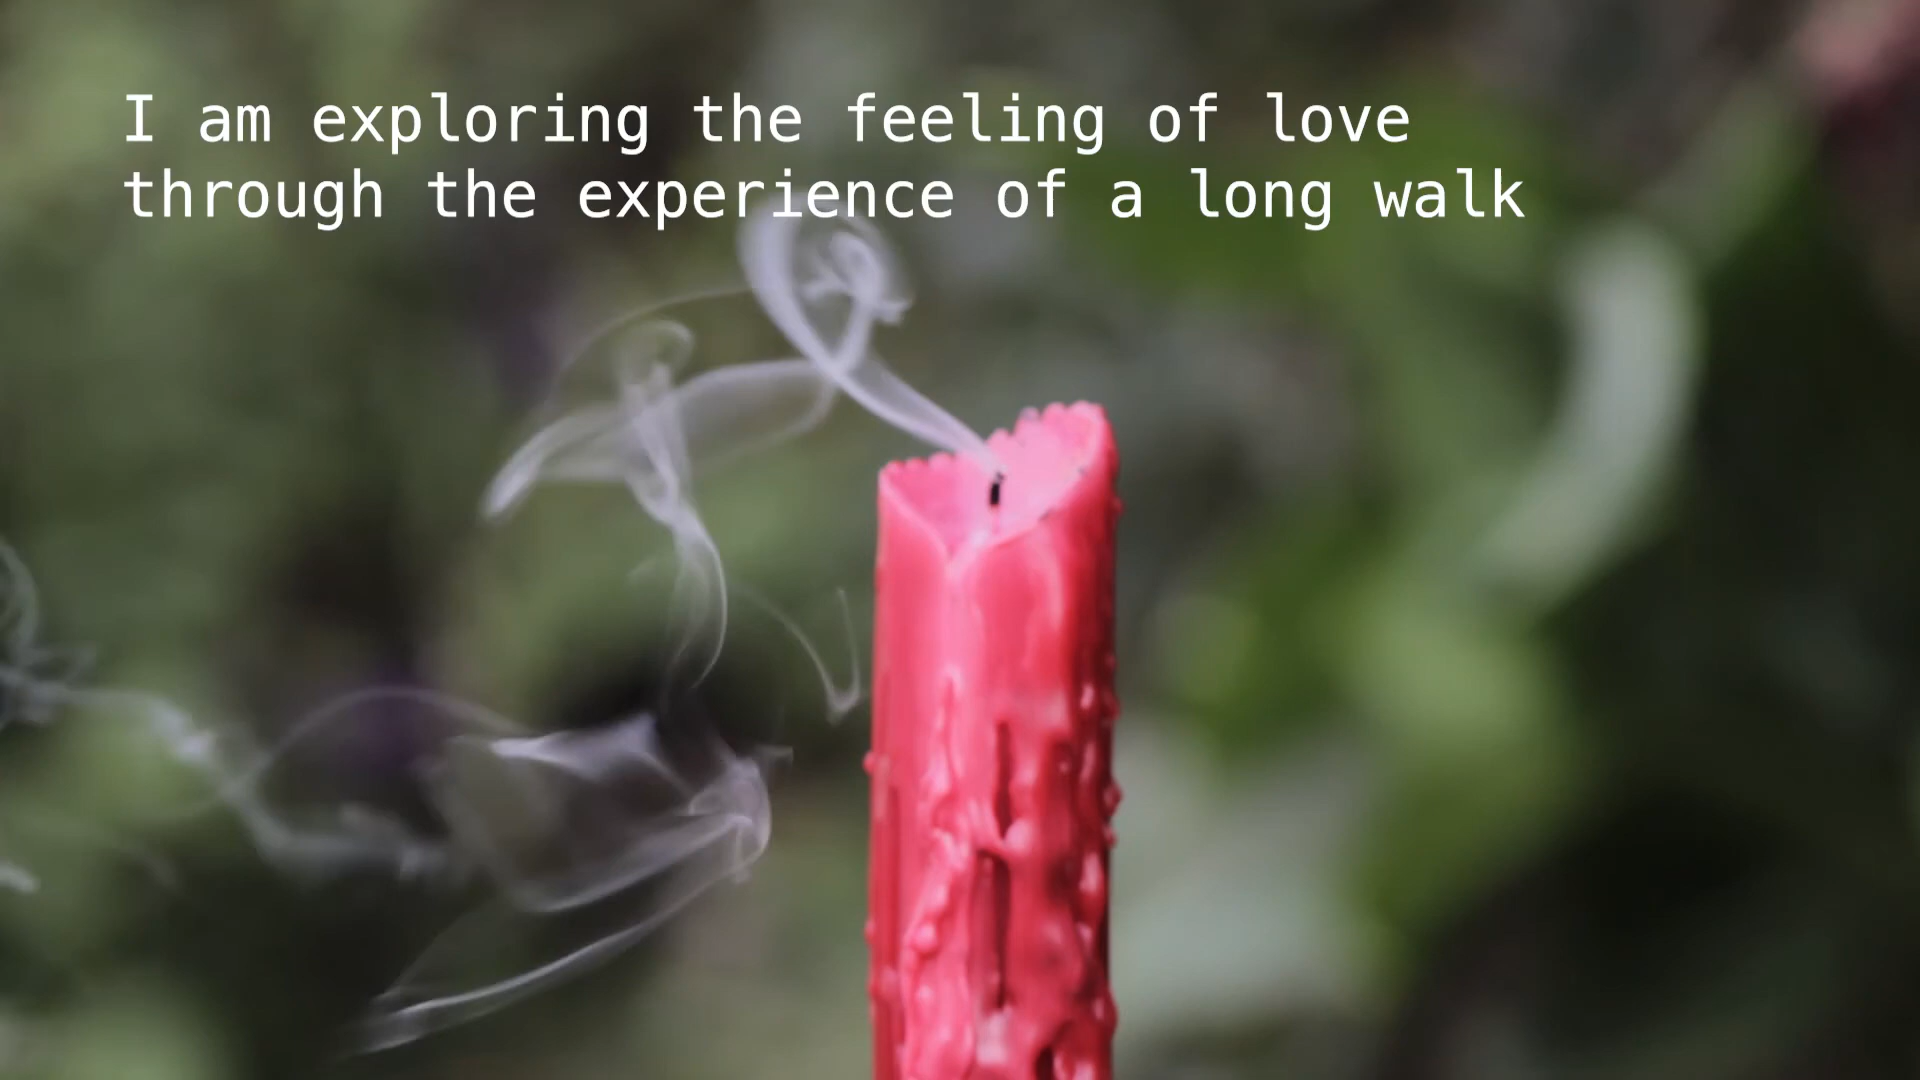 I am exploring the feeling of love
through the experience of a long walk